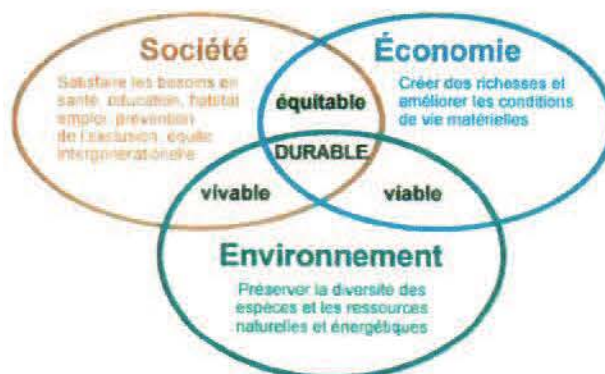 Société
Satisfaire les besoins en
santé, éducation, habitat
emploi, prévention
de l'exclusion, équité
intergénérationelle
Économie
Créer des richesses et
améliorer les conditions
de vie matérielles
équitable
DURABLE
vivable
viable
Environnement
Préserver la diversité des
espèces et les ressources
naturelles et énergétiques